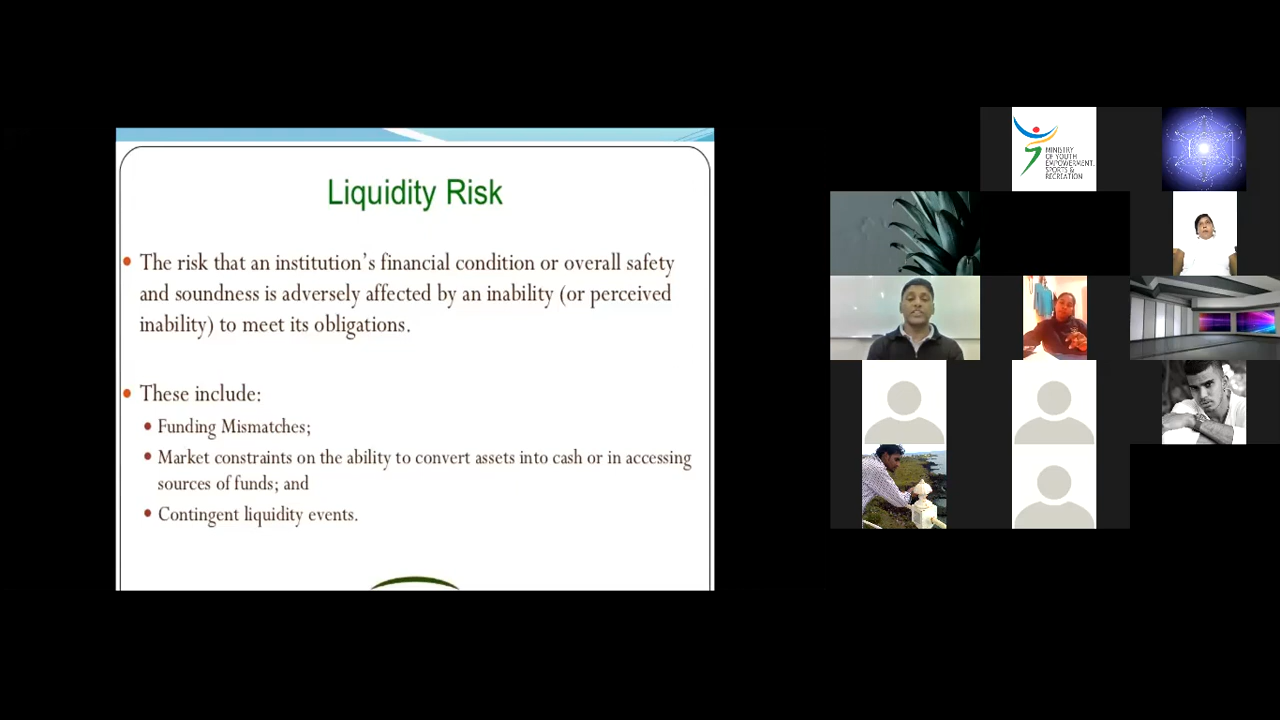 Liquidity Risk
• The risk that an institution’s financial condition or overall safety
and soundness is adversely affected by an inability (or perceived
inability) to meet its obligations.
• These include:
• Funding Mismatches;
• Market constraints on the ability to convert assets into cash or in accessing
sources of funds; and
• Contingent liquidity events.
MINISTRY
OF YOUTH
EMPOWERMENT,
SPORTS &
RECREATION